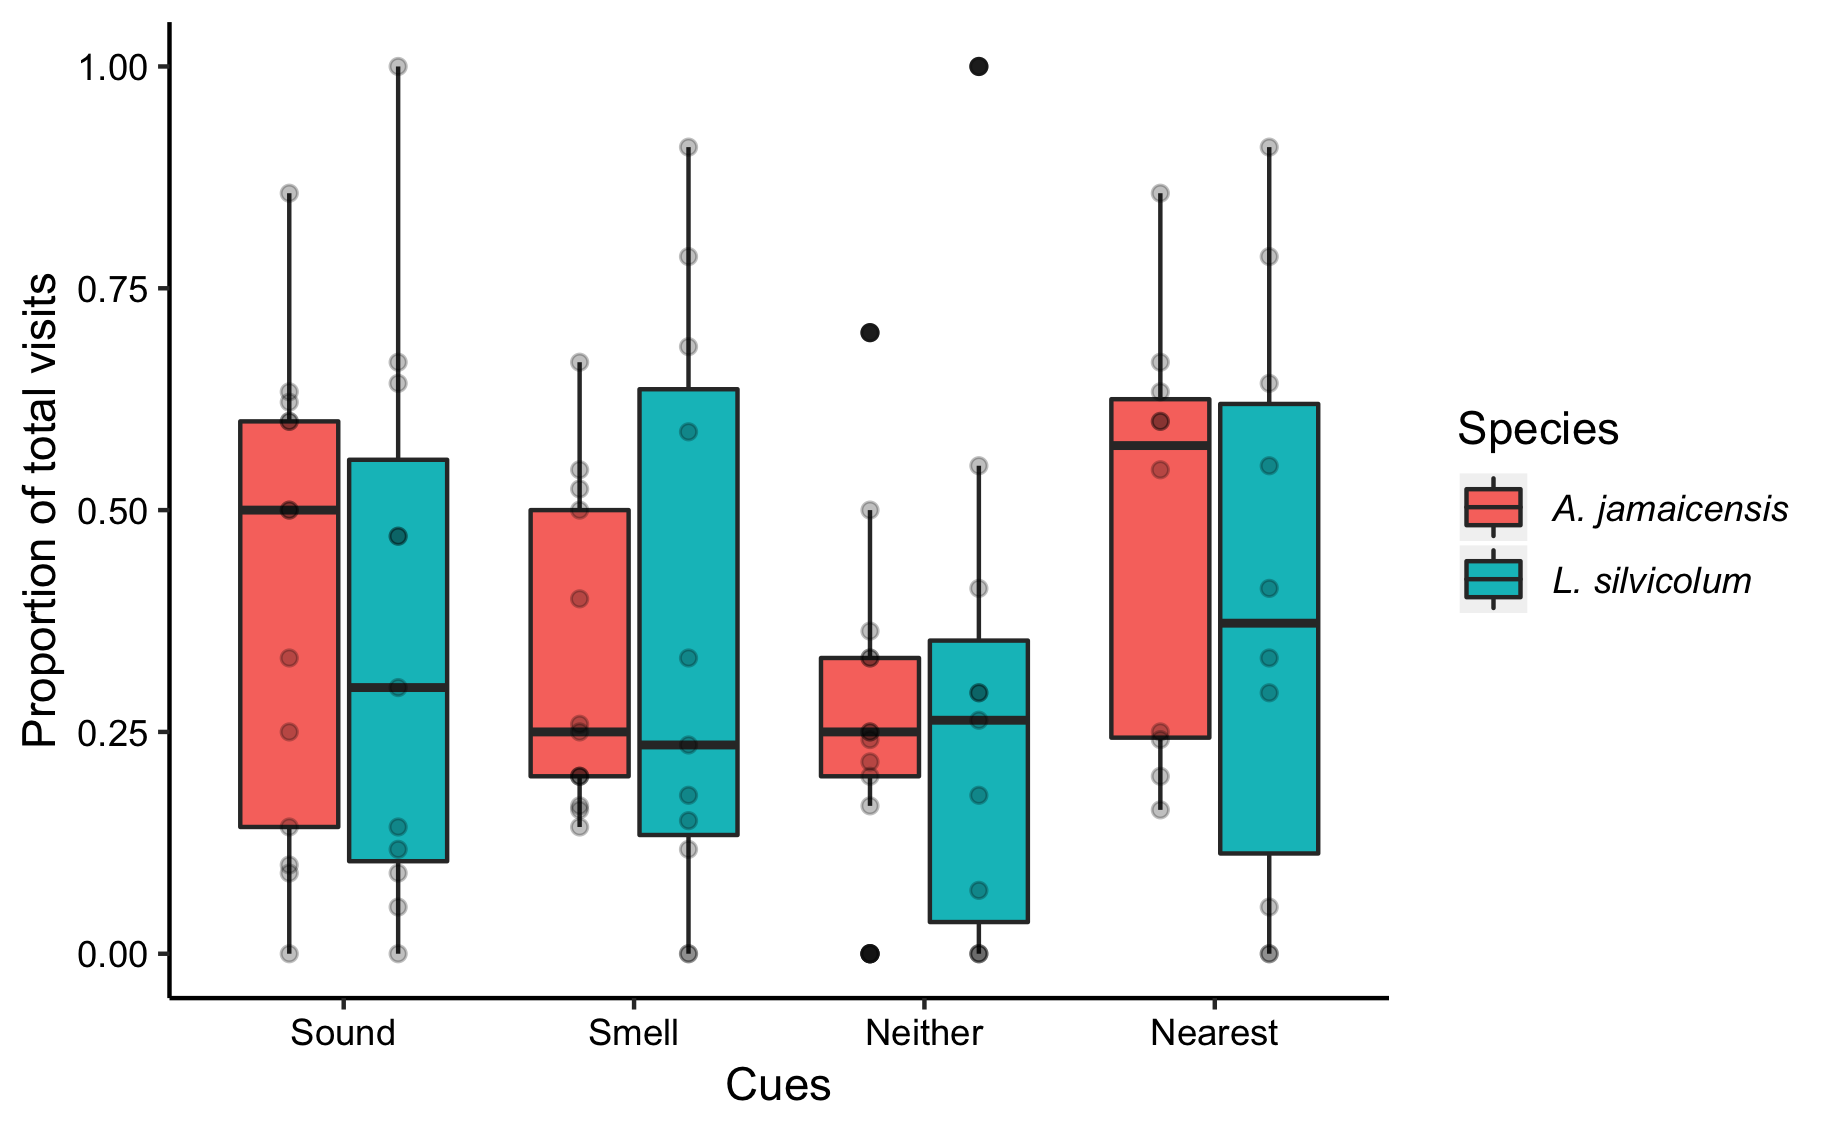 Proportion of total visits
1.00
0.75
0.50
0.25
0.00
Sound Smell Neither Nearest
Cues
Species
A. jamaicensis
L. silvicolum